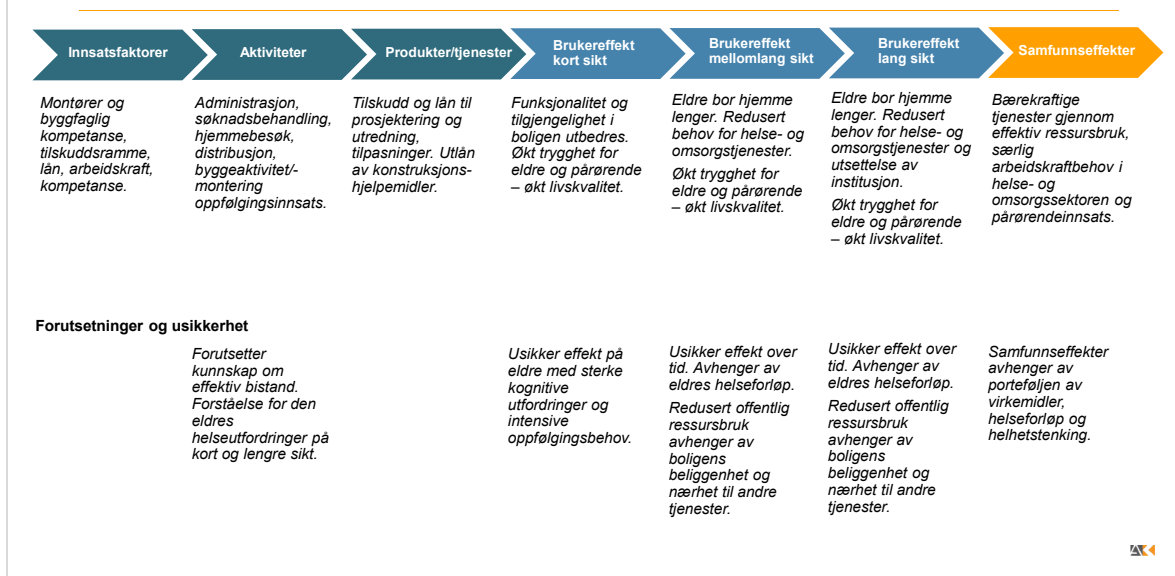 Innsatsfaktorer
Aktiviteter
Produkter/tjenester
Brukereffekt
kort sikt
Brukereffekt
mellomlang sikt
Brukereffekt
lang sikt
Samfunnseffekter
Montører og
byggfaglig
kompetanse,
tilskuddsramme,
lån, arbeidskraft,
kompetanse.
Administrasjon,
søknadsbehandling,
hjemmebesøk,
distribusjon,
byggeaktivitet/-
montering
oppfølgingsinnsats.
Tilskudd og lån til
prosjektering og
utredning,
tilpasninger. Utlån
av konstruksjons-
hjelpemidler.
Funksjonalitet og
tilgjengelighet i
boligen utbedres.
Økt trygghet for
eldre og pårørende
– økt livskvalitet.
Eldre bor hjemme
lenger. Redusert
behov for helse- og
omsorgstjenester.
Økt trygghet for
eldre og pårørende
– økt livskvalitet.
Eldre bor hjemme
lenger. Redusert
behov for helse- og
omsorgstjenester og
utsettelse av
institusjon.
Økt trygghet for
eldre og pårørende
– økt livskvalitet.
Bærekraftige
tjenester gjennom
effektiv ressursbruk,
særlig
arbeidskraftbehov i
helse- og
omsorgssektoren og
pårørendeinnsats.
Forutsetninger og usikkerhet
Forutsetter
kunnskap om
effektiv bistand.
Forståelse for den
eldres
helseutfordringer på
kort og lengre sikt.
Usikker effekt på
eldre med sterke
kognitive
utfordringer og
intensive
oppfølgingsbehov.
Usikker effekt over
tid. Avhenger av
eldres helseforløp.
Redusert offentlig
ressursbruk
avhenger av
boligens
beliggenhet og
nærhet til andre
tjenester.
Usikker effekt over
tid. Avhenger av
eldres helseforløp.
Redusert offentlig
ressursbruk
avhenger av
boligens
beliggenhet og
nærhet til andre
tjenester.
Samfunnseffekter
avhenger av
porteføljen av
virkemidler,
helseforløp og
helhetstenking.